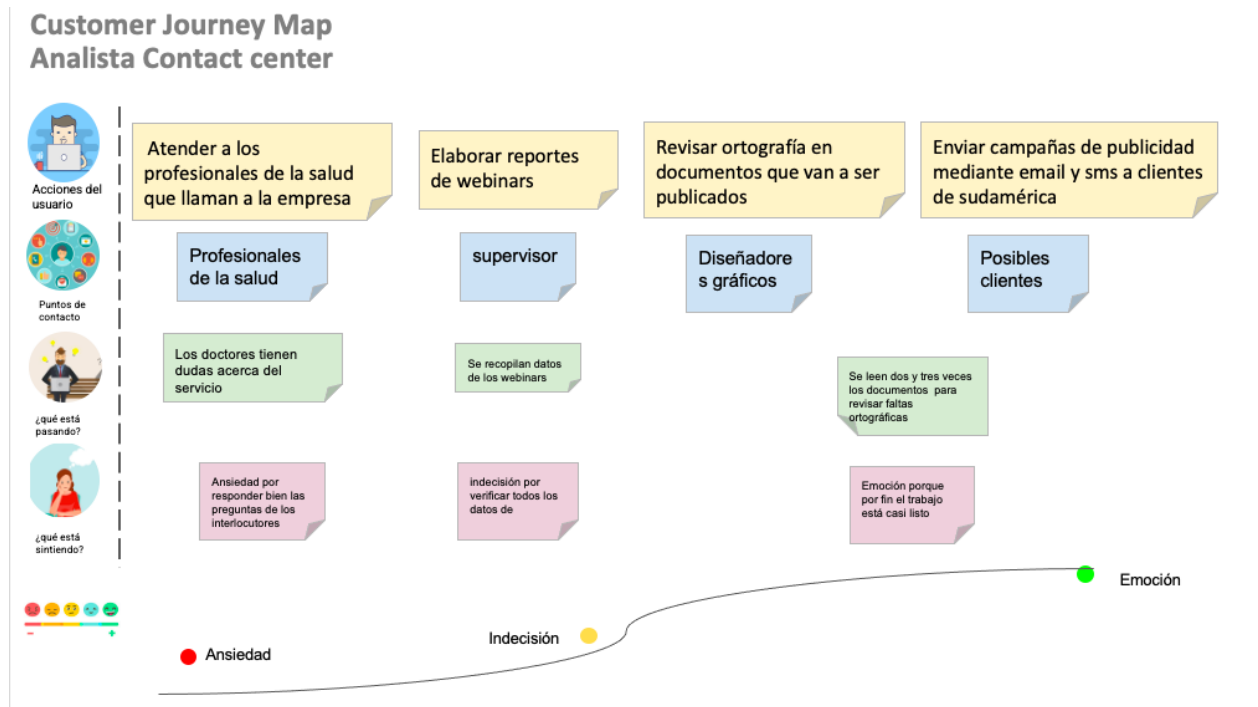 Customer Journey Map
Analista Contact center
Acciones del
usuario
Atender a los
profesionales de la salud
que llaman a la empresa
Elaborar reportes
de webinars
Revisar ortografía en
documentos que van a ser
publicados
Enviar campañas de publicidad
mediante email y sms a clientes
de sudamérica
Puntos de
contacto
Profesionales
de la salud
supervisor
Diseñadore
s gráficos
Posibles
clientes
¿qué está
pasando?
Los doctores tienen
dudas acerca del
servicio
Se recopilan datos
de los webinars
Se leen dos y tres veces
los documentos para
revisar faltas
ortográficas
¿qué está
sintiendo?
Ansiedad por
responder bien las
preguntas de los
interlocutores
indecisión por
verificar todos los
datos de
Emoción porque
por fin el trabajo
está casi listo
- +
Ansiedad
Indecisión
Emoción